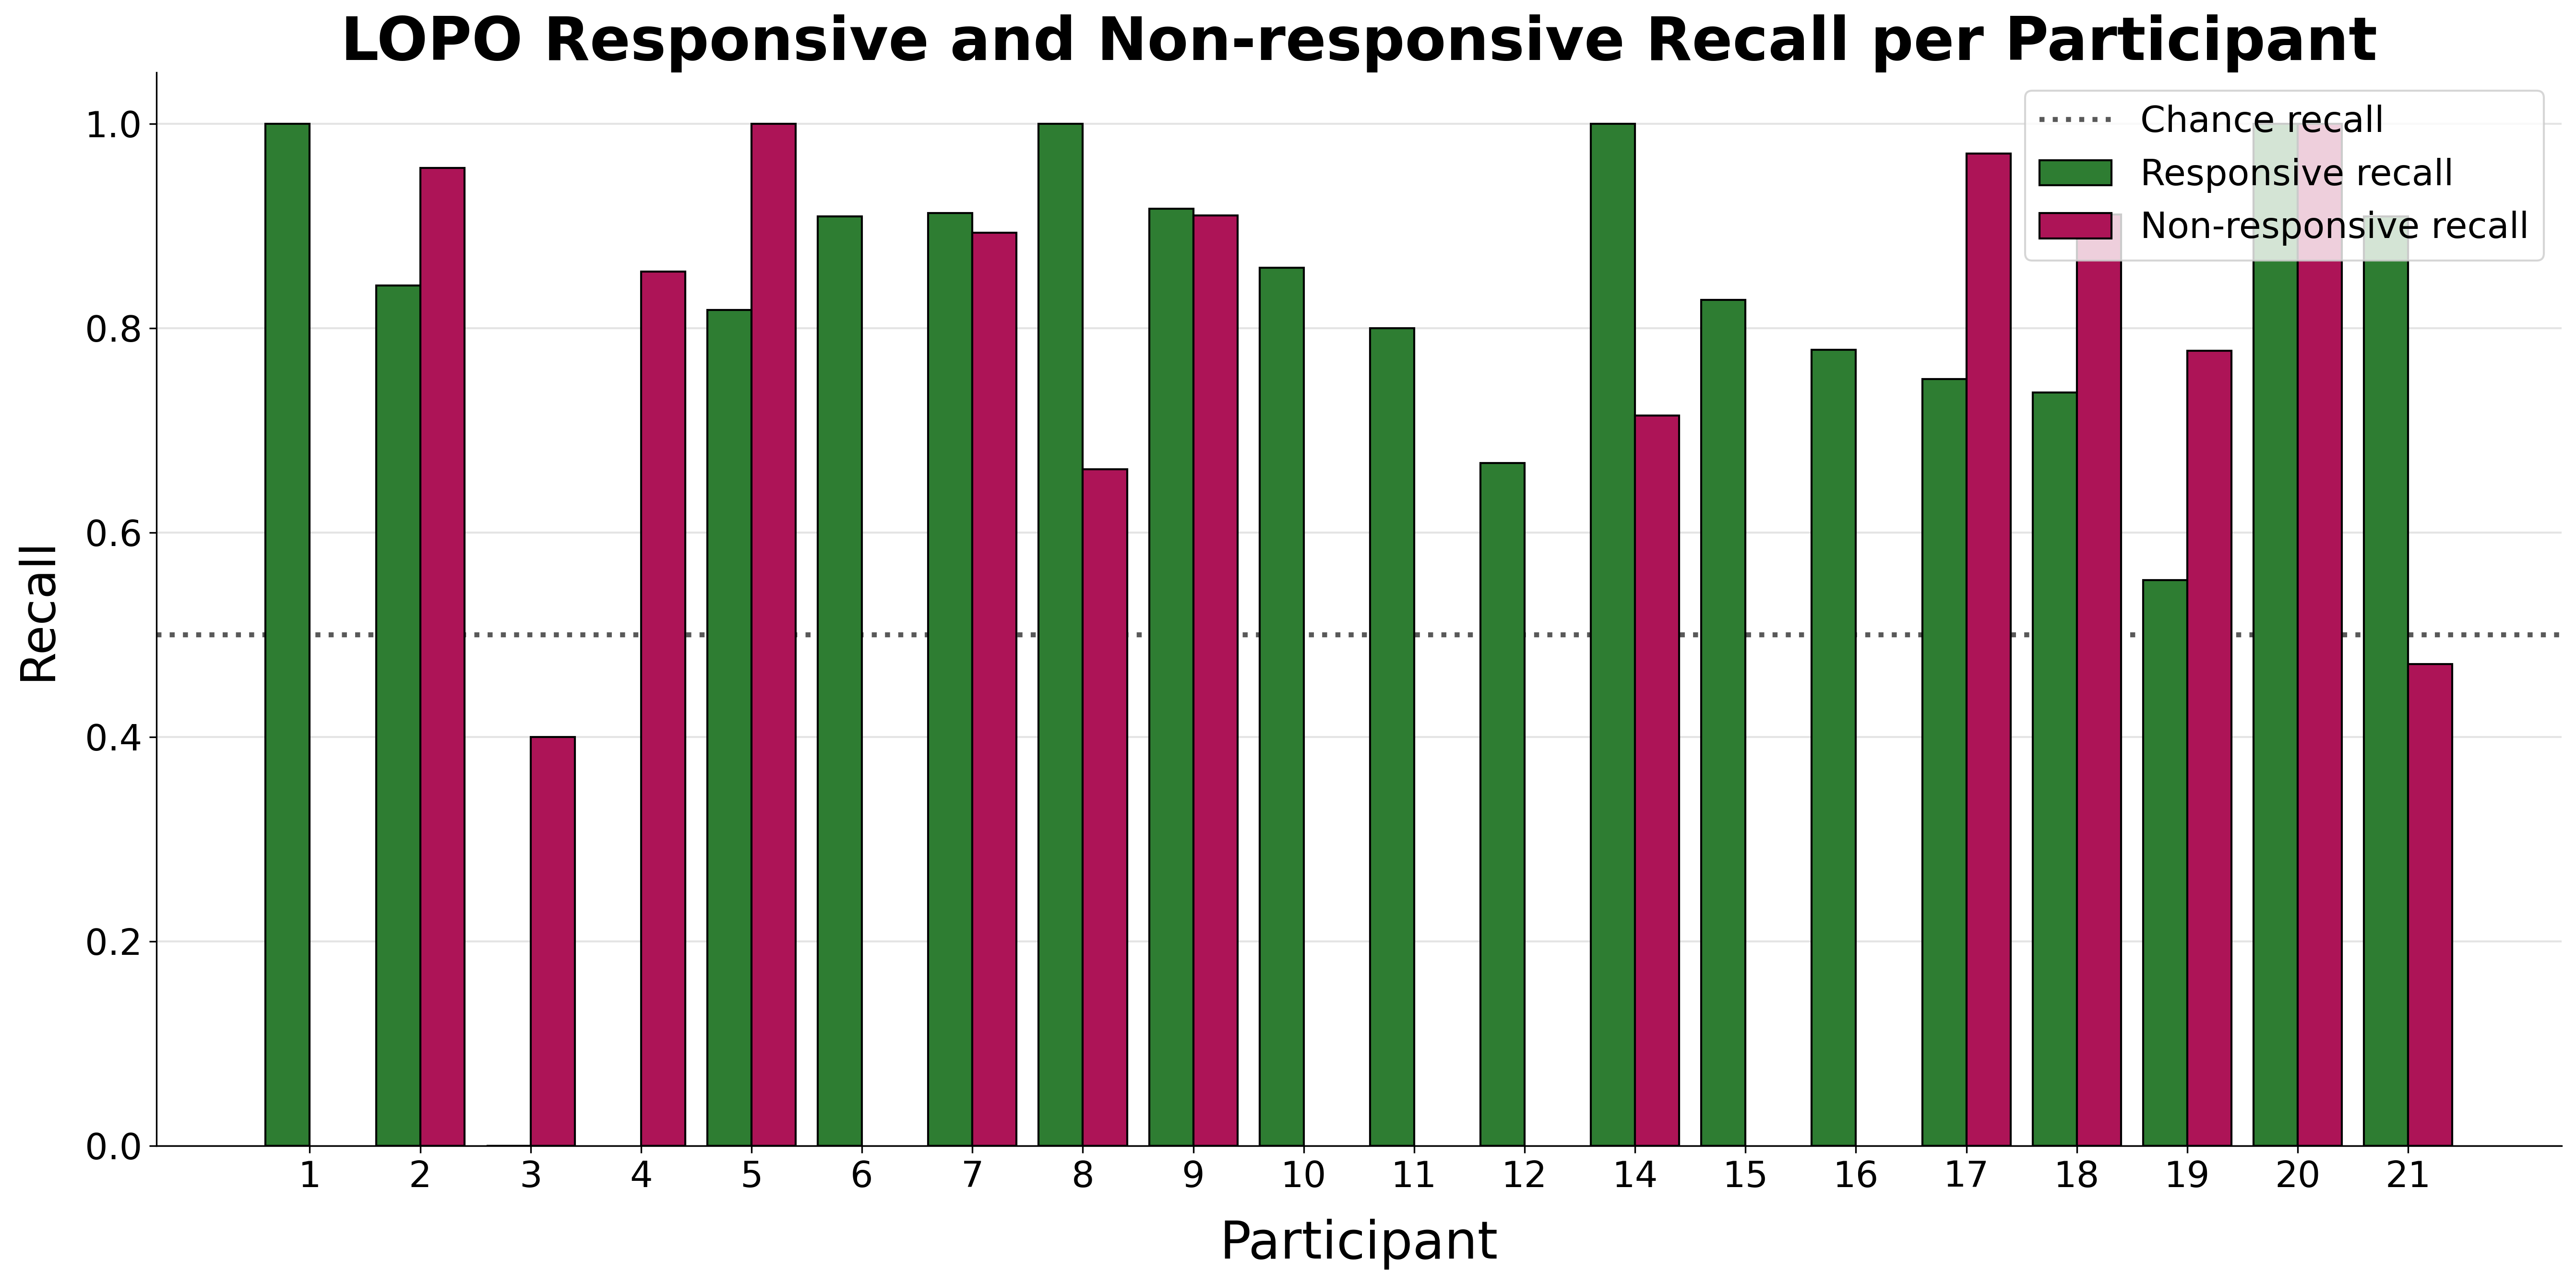 LOPO Responsive and Non-responsive Recall per Participant
Chance recall
Responsive recall
Non-responsive recall
Recall
1.0
0.8
0.6
0.4
0.2
0.0
1 2 3 4 5 6 7 8 9 10 11 12 14 15 16 17 18 19 20 21
Participant